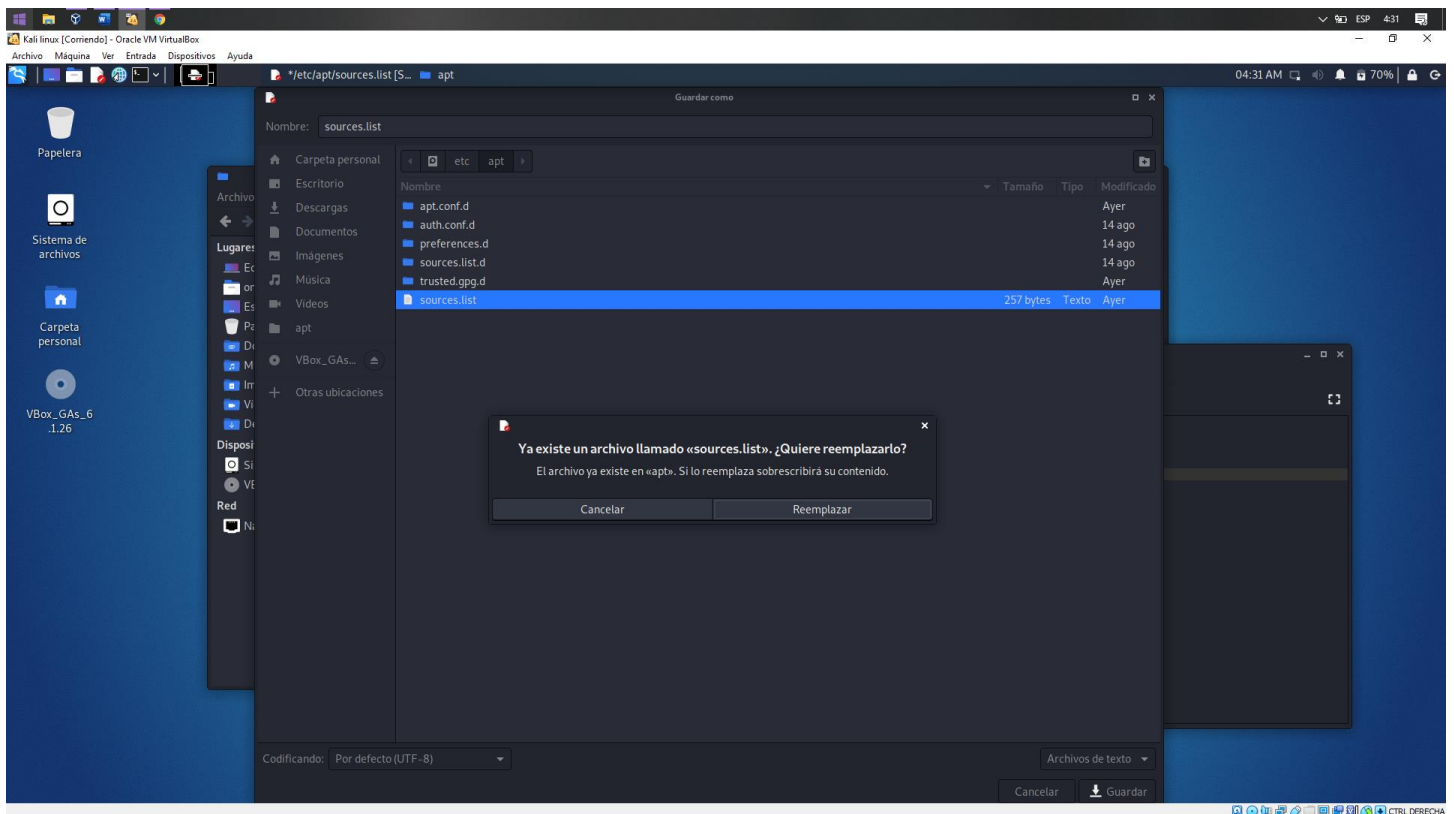 ESP 4:31
Kali linux [Corriendo] - Oracle VM VirtualBox
Archivo Máquina Ver Entrada Dispositivos Ayuda
*/etc/apt/sources.list [S... apt
04:31 AM 70%
Guardar como
Nombre: sources.list
Papelera
Sistema de
archivos
Carpeta
personal
VBox_GAs_6
.1.26
Archivo
Lugares
Disposi
Red
Carpeta personal
Escritorio
Descargas
Documentos
Imágenes
Música
Vídeos
apt
VBox_GAs...
Otras ubicaciones
etc apt
Nombre Tamaño Tipo Modificado
apt.conf.d Ayer
auth.conf.d 14 ago
preferences.d 14 ago
sources.list.d 14 ago
trusted.gpg.d Ayer
sources.list 257 bytes Texto Ayer
Ya existe un archivo llamado «sources.list». ¿Quiere reemplazarlo?
El archivo ya existe en «apt». Si lo reemplaza sobrescribirá su contenido.
Cancelar Reemplazar
Codificando: Por defecto (UTF-8) Archivos de texto
Cancelar Guardar
CTRL DERECHA